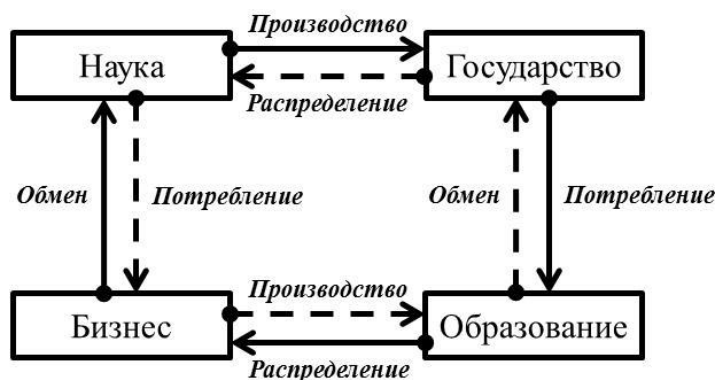 Производство
Наука
Государство
Распределение
Обмен
Потребление
Обмен
Потребление
Производство
Бизнес
Образование
Распределение